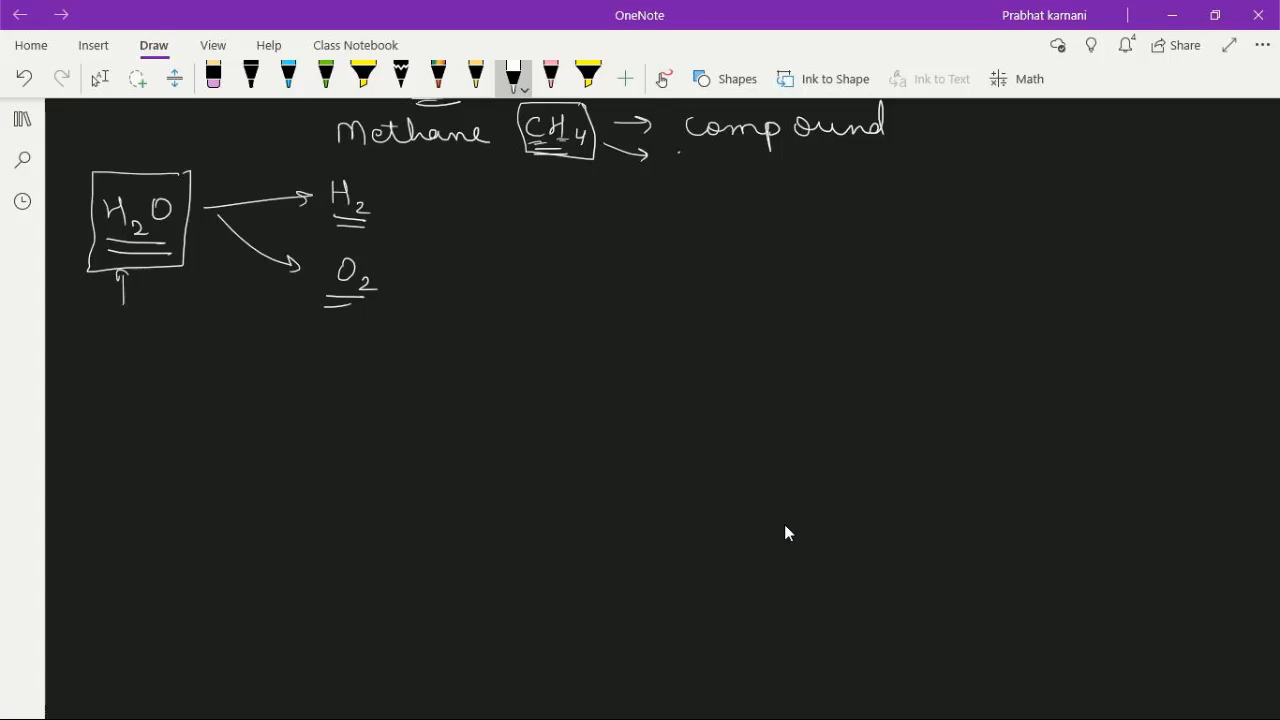 OneNote
Prabhat karnani
Home Insert Draw View Help Class Notebook
4 Share
Shapes Ink to Shape Ink to Text Math
Methane CH4 → compound
H2O → H2
O2